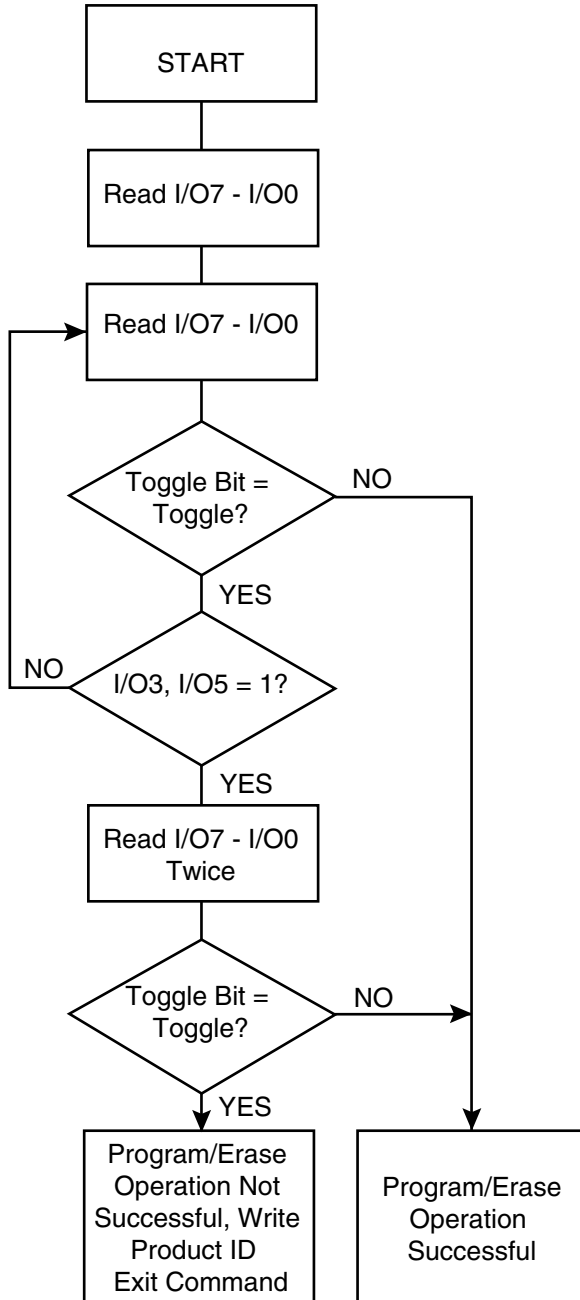 START
Read I/O7 - I/O0
Read I/O7 - I/O0
Toggle Bit =
Toggle?
NO
YES
NO
I/O3, I/O5 = 1?
YES
Read I/O7 - I/O0
Twice
Toggle Bit =
Toggle?
NO
YES
Program/Erase
Operation Not
Successful, Write
Product ID
Exit Command
Program/Erase
Operation
Successful